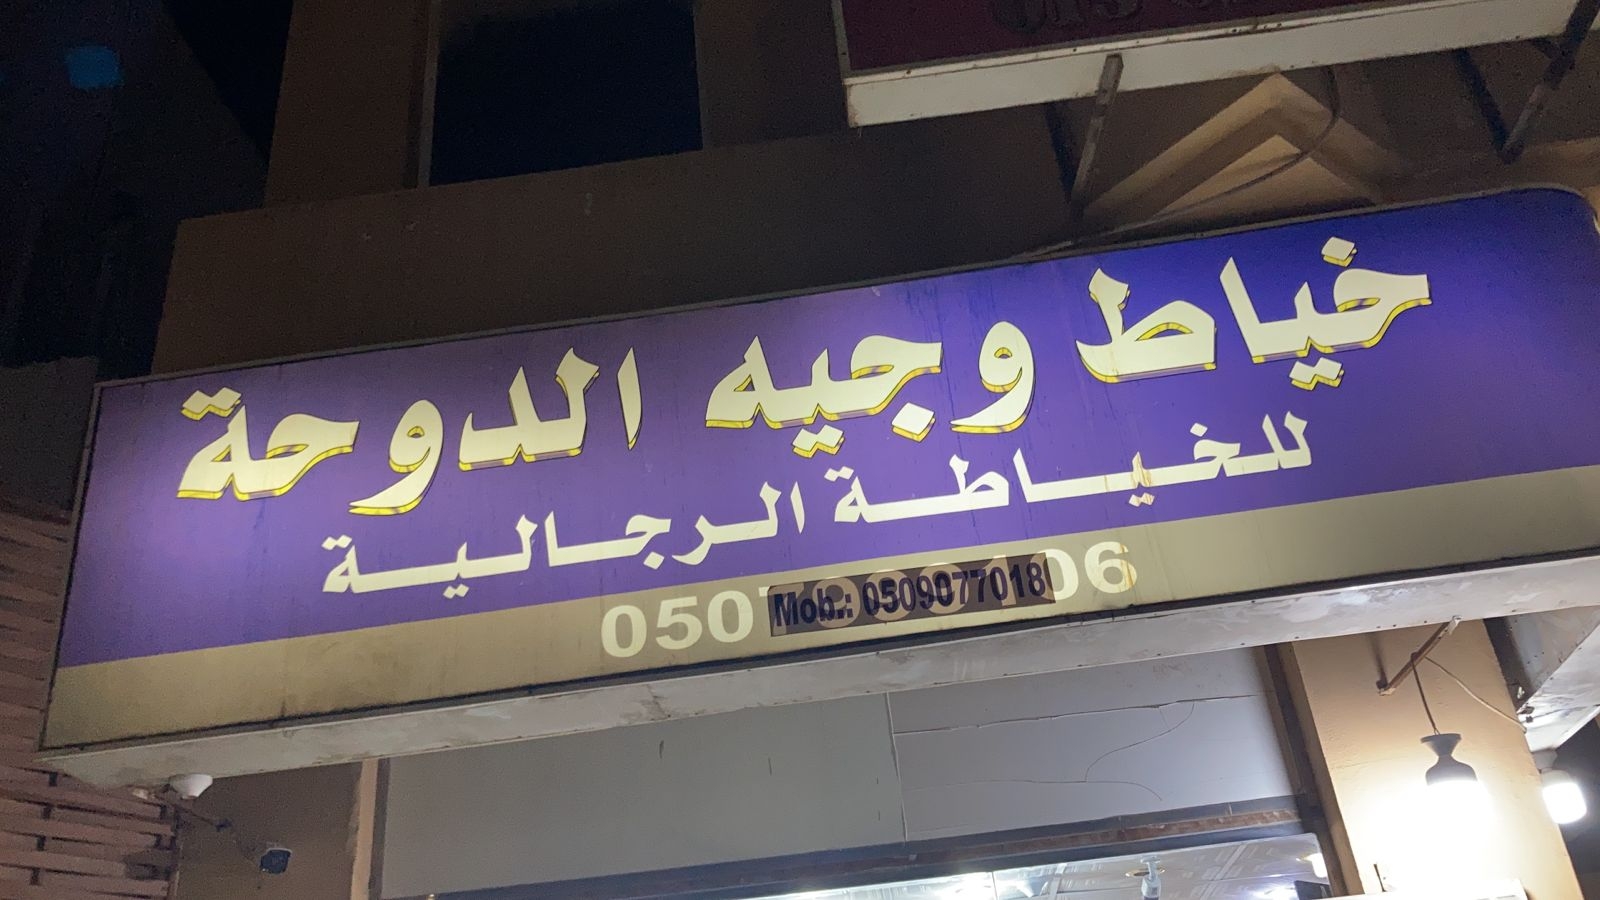 خياط وجيه الدوحة
للخياطة الرجالية
Mob.: 0509077018